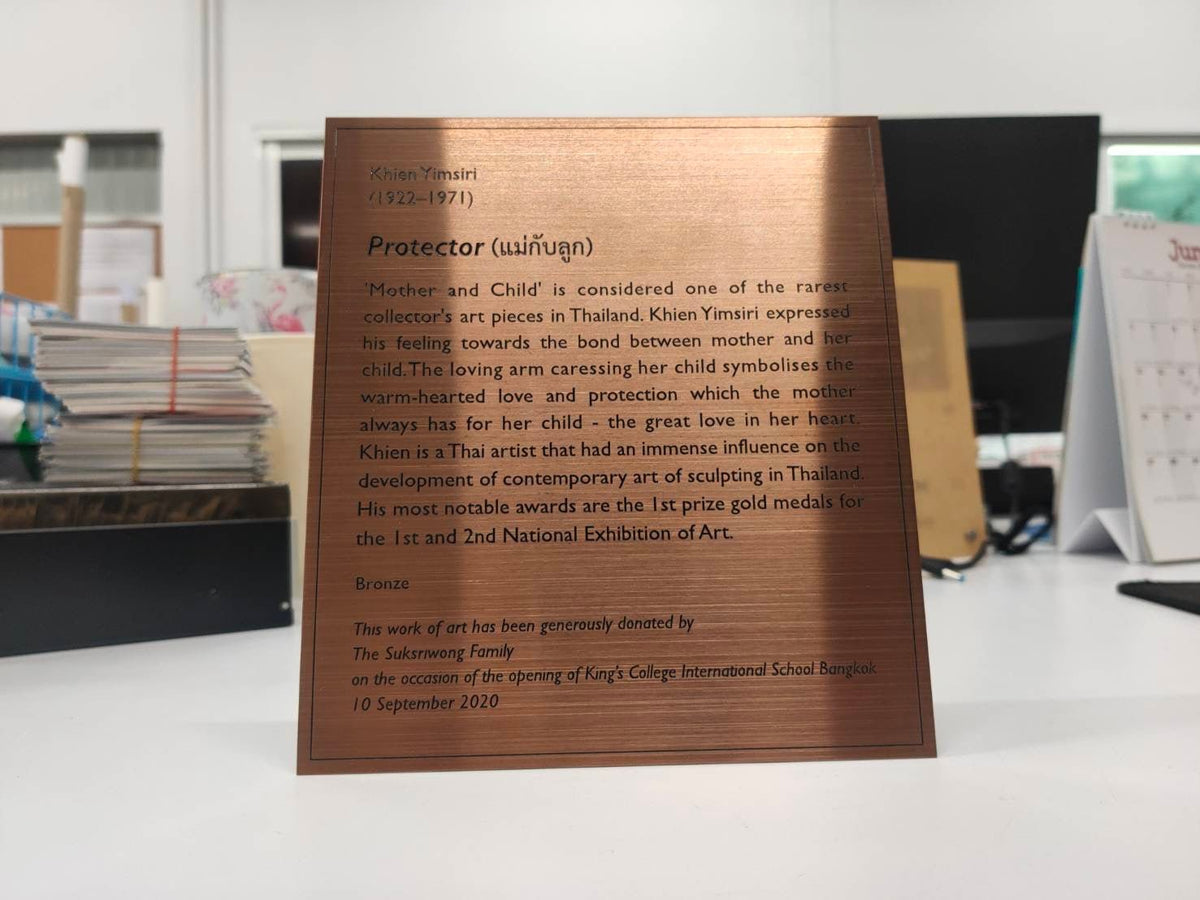 Khien Yimsiri
(1922–1971)
Protector (แม่กับลูก)
'Mother and Child' is considered one of the rarest
collector's art pieces in Thailand. Khien Yimsiri expressed
his feeling towards the bond between mother and her
child. The loving arm caressing her child symbolises the
warm-hearted love and protection which the mother
always has for her child - the great love in her heart.
Khien is a Thai artist that had an immense influence on the
development of contemporary art of sculpting in Thailand.
His most notable awards are the 1st prize gold medals for
the 1st and 2nd National Exhibition of Art.
Bronze
This work of art has been generously donated by
The Suksriwong Family
on the occasion of the opening of King's College International School Bangkok
10 September 2020